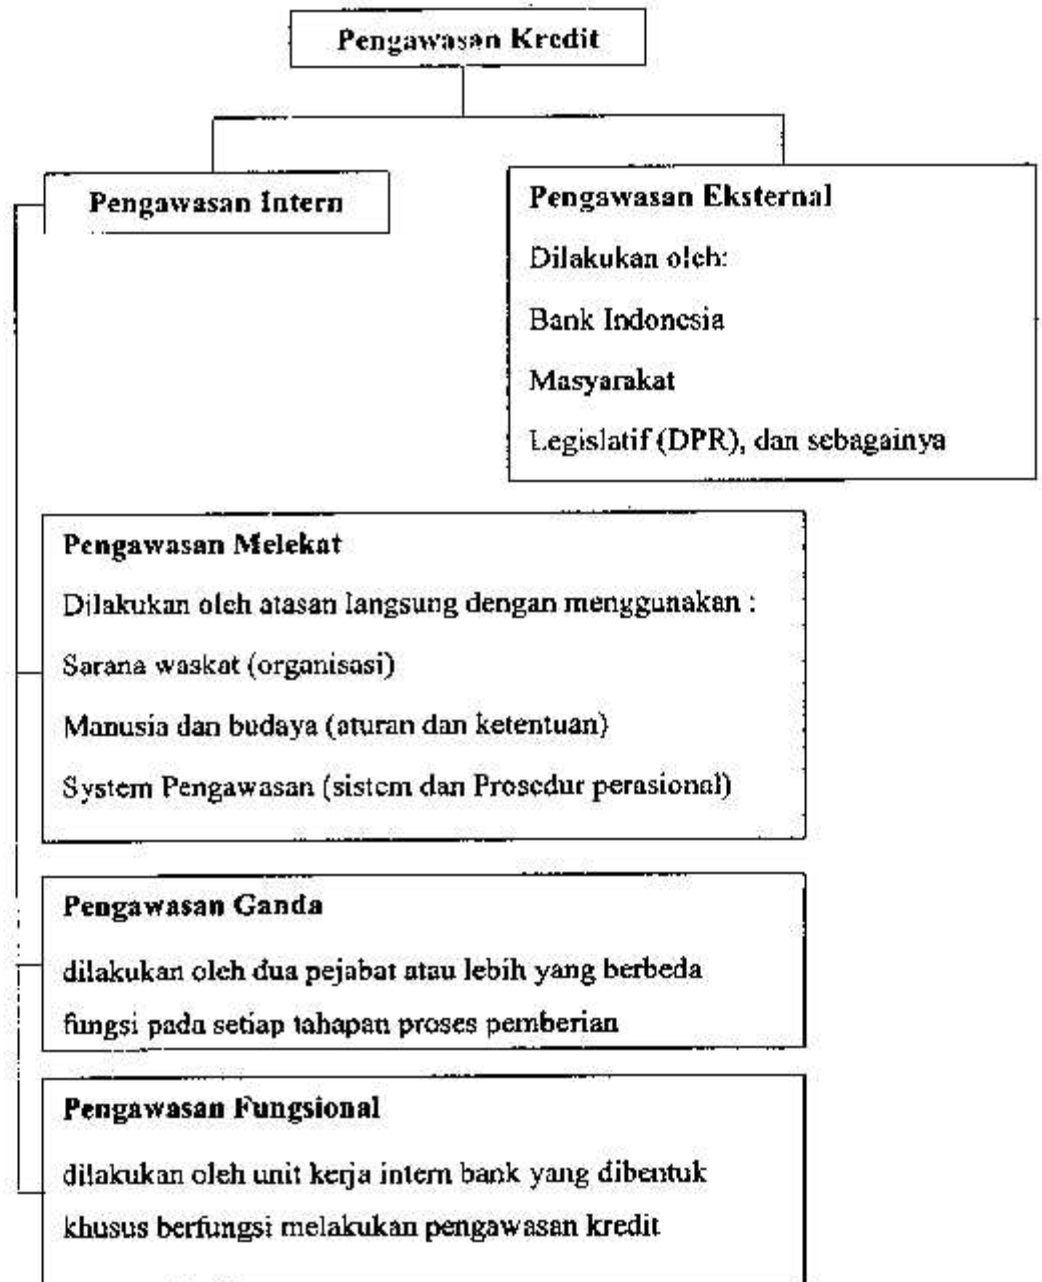 Pengawasan Kredit
Pengawasan Intern
Pengawasan Eksternal
Dilakukan oleh:
Bank Indonesia
Masyarakat
Legislatif (DPR), dan sebagainya
Pengawasan Melekat
Dilakukan oleh atasan langsung dengan menggunakan :
Sarana waskat (organisasi)
Manusia dan budaya (aturan dan ketentuan)
System Pengawasan (sistem dan Prosedur perasional)
Pengawasan Ganda
dilakukan oleh dua pejabat atau lebih yang berbeda
fungsi pada setiap tahapan proses pemberian
Pengawasan Fungsional
dilakukan oleh unit kerja intern bank yang dibentuk
khusus berfungsi melakukan pengawasan kredit